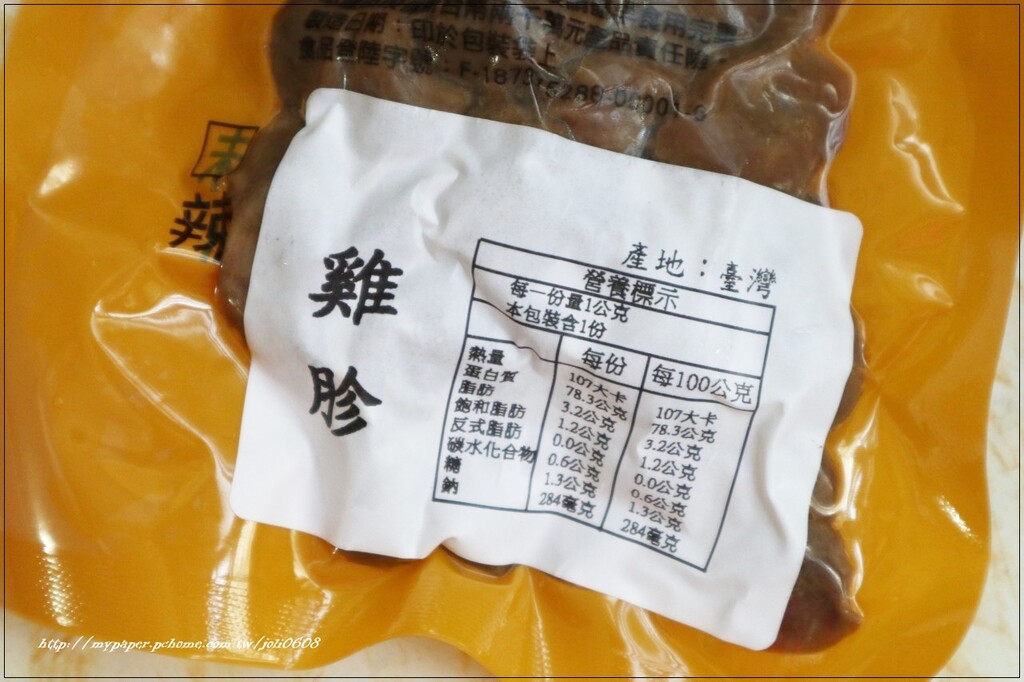 製造日期：印於包裝袋上
食品登陸字號：F-18
辣
雞胗
產地：臺灣
營養標示
每一份量1公克
本包裝含1份
每份 每100公克
熱量 107大卡 107大卡
蛋白質 78.3公克 78.3公克
脂肪 3.2公克 3.2公克
飽和脂肪 1.2公克 1.2公克
反式脂肪 0.0公克 0.0公克
碳水化合物 0.6公克 0.6公克
糖 1.3公克 1.3公克
鈉 284毫克 284毫克
http://mypaper.pchome.com.tw/joli0608